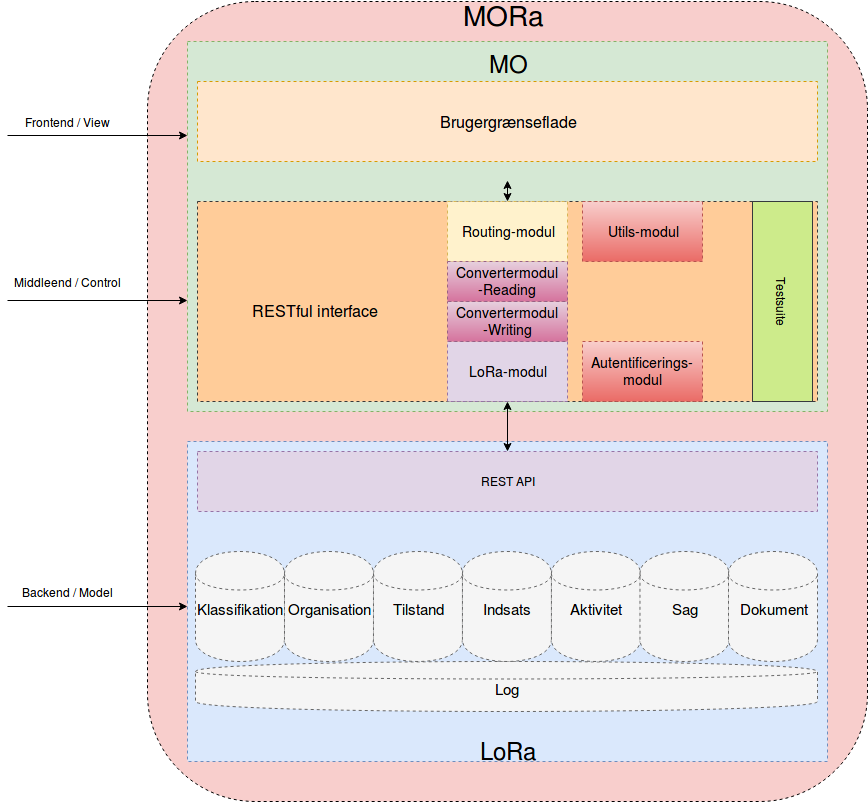 MORa
MO
Frontend / View
Brugergrænseflade
Routing-modul
Utils-modul
Middleend / Control
RESTful interface
Convertermodul
-Reading
Convertermodul
-Writing
Testsuite
LoRa-modul
Autentificerings-
modul
REST API
Backend / Model
Klassifikation
Organisation
Tilstand
Indsats
Aktivitet
Sag
Dokument
Log
LoRa